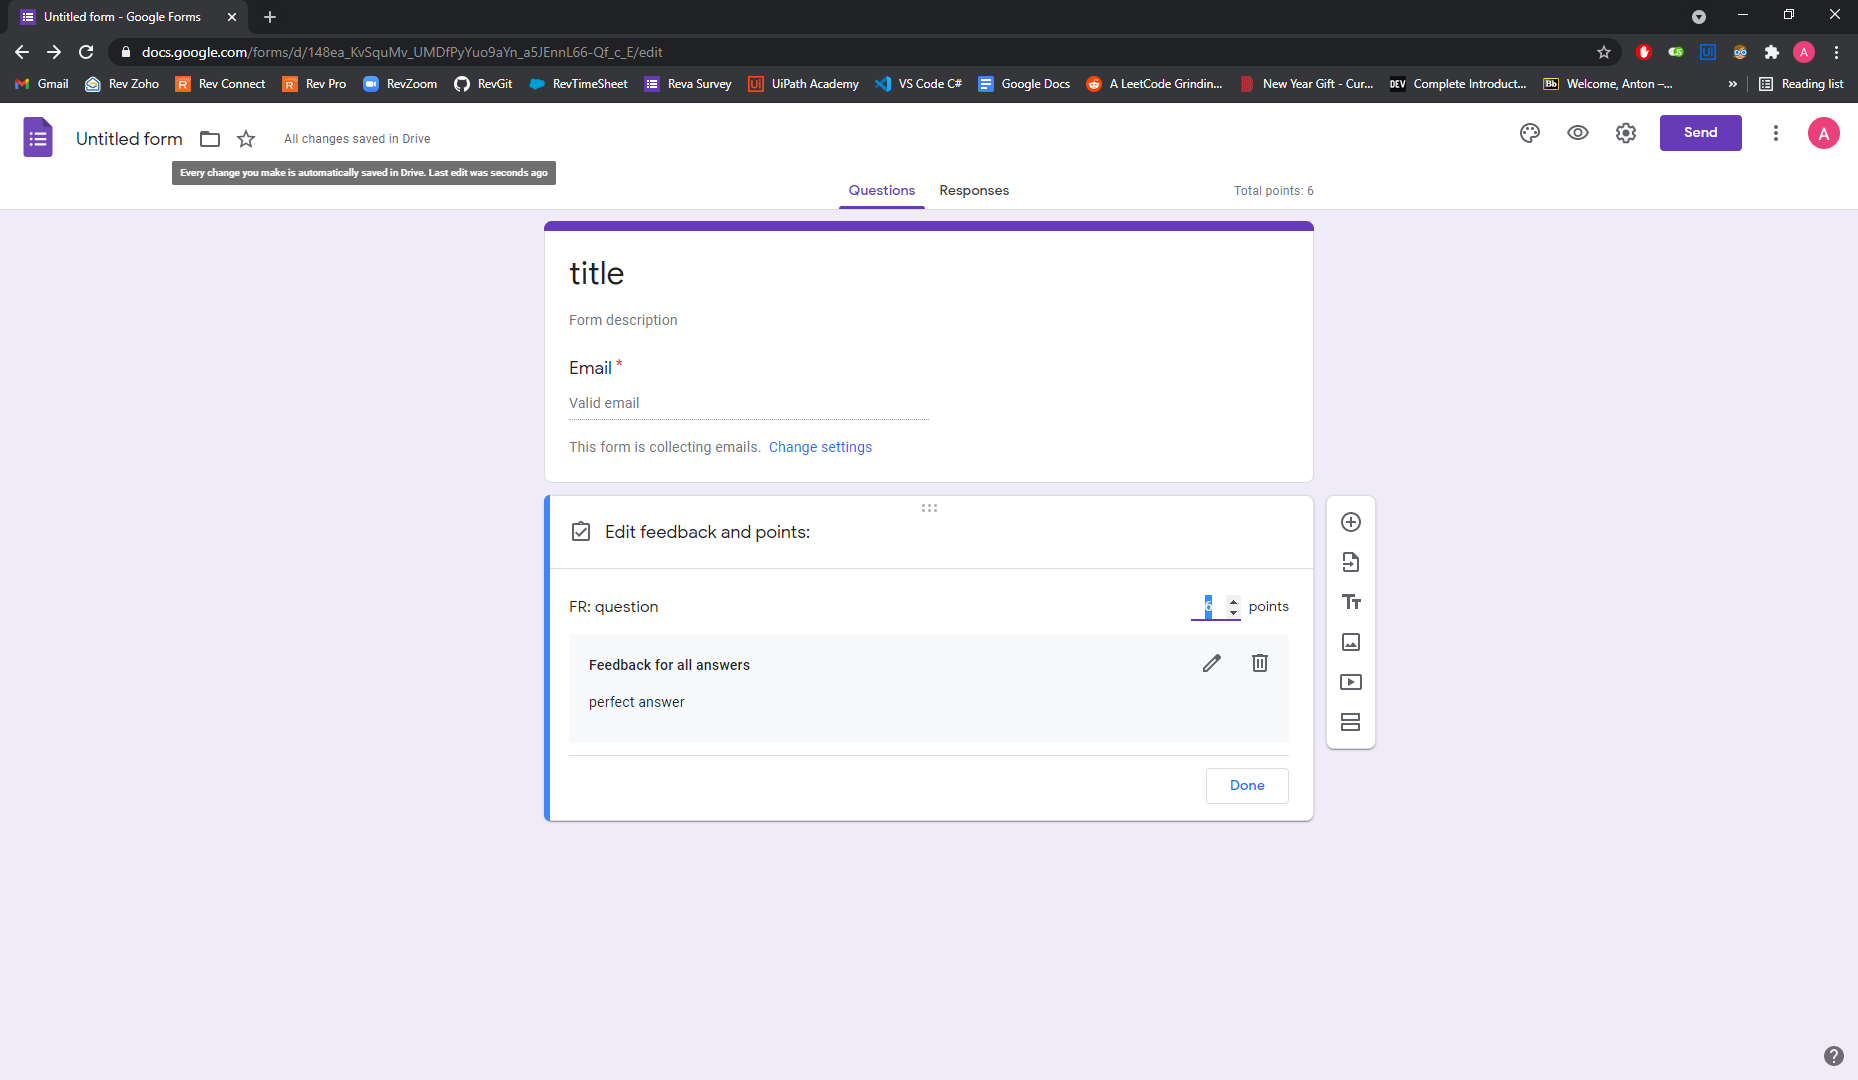 Untitled form - Google Forms
docs.google.com/forms/d/148ea_KvSquMv_UMDfPyYuo9aYn_a5JEnnL66-Qf_c_E/edit
A
Gmail Rev Zoho R Rev Connect R Rev Pro RevZoom RevGit RevTimeSheet Reva Survey Ui UiPath Academy VS Code C# Google Docs A LeetCode Grindin... New Year Gift - Cur... DEV Complete Introduct... Bb Welcome, Anton –... » Reading list
Untitled form All changes saved in Drive Send A
Every change you make is automatically saved in Drive. Last edit was seconds ago
Questions Responses Total points: 6
title
Form description
Email *
Valid email
This form is collecting emails. Change settings
Edit feedback and points:
FR: question 6 points
Feedback for all answers
perfect answer
Done